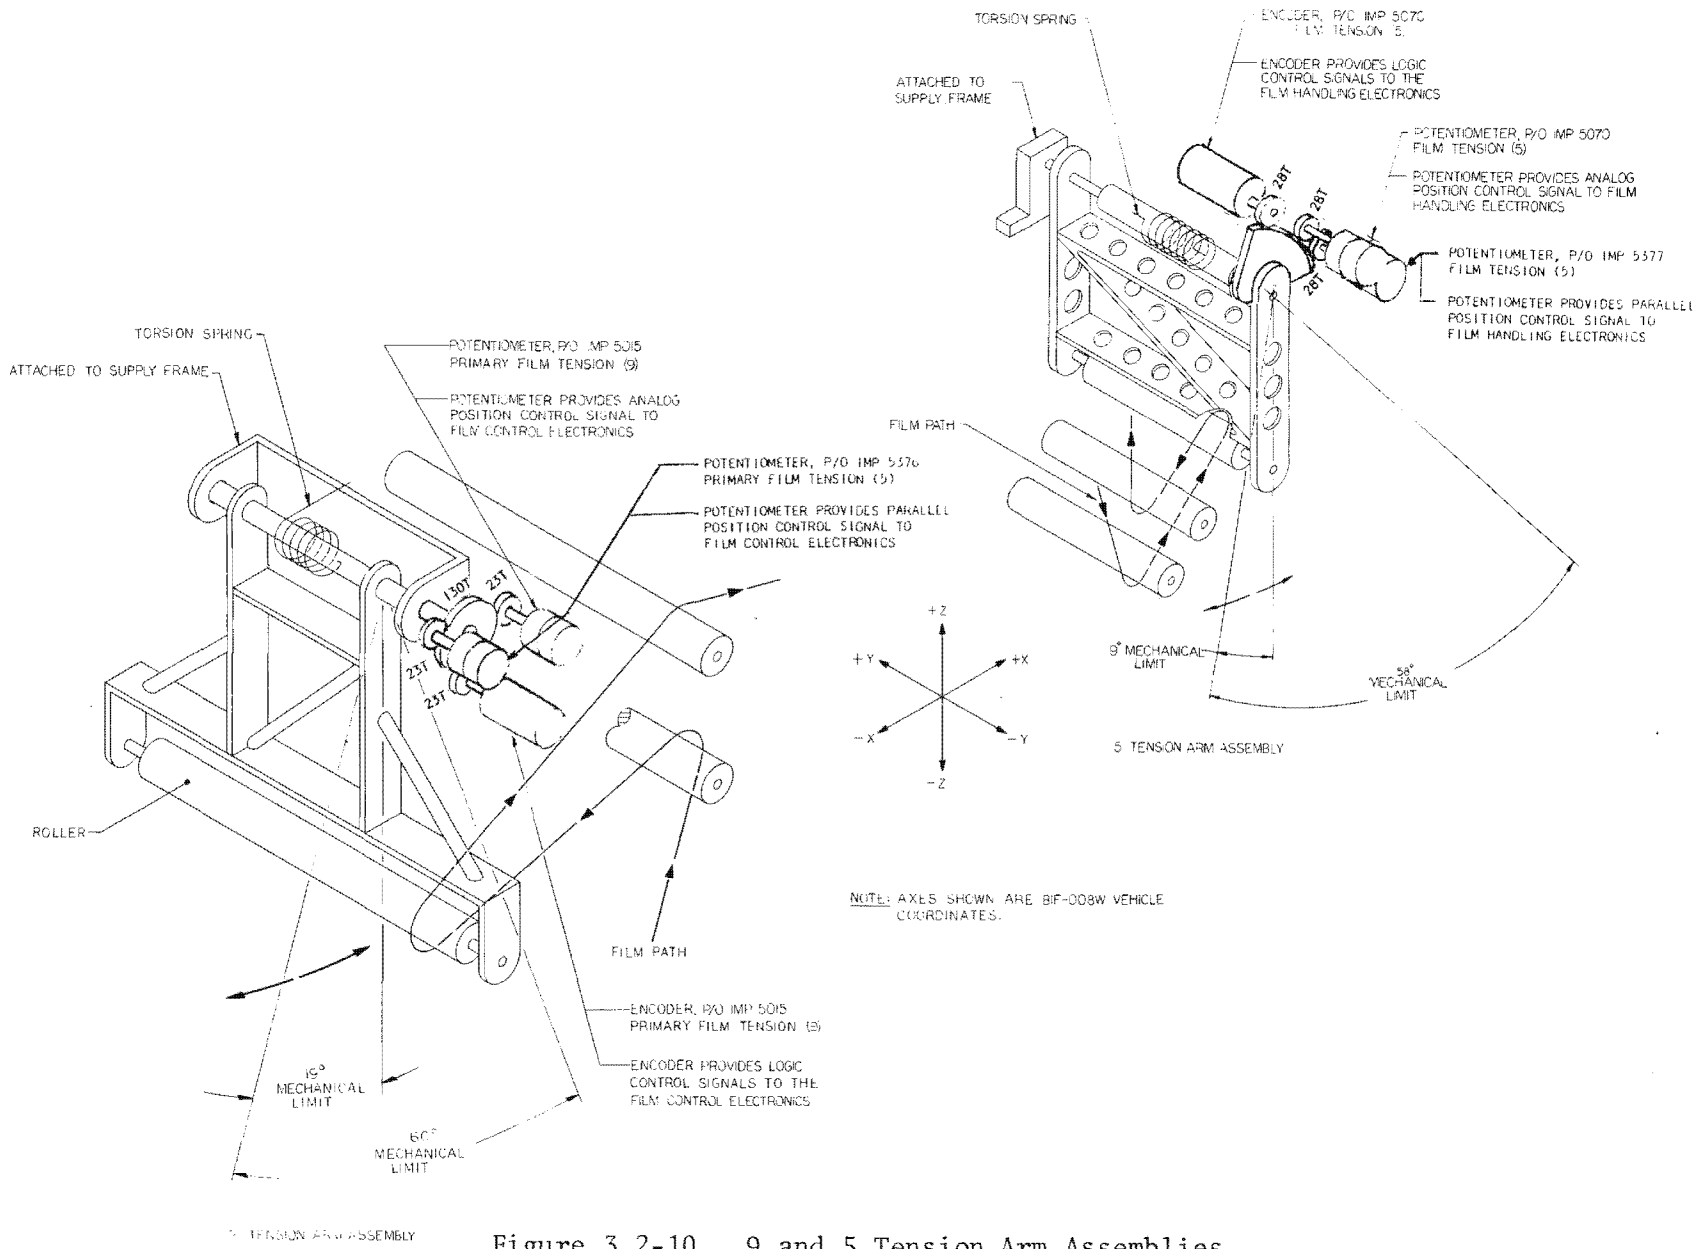 TORSION SPRING
ENCODER, P/O IMP 5070
FILM TENSION (5)
ATTACHED TO
SUPPLY FRAME
ENCODER PROVIDES LOGIC
CONTROL SIGNALS TO THE
FILM HANDLING ELECTRONICS
POTENTIOMETER, P/O IMP 5070
FILM TENSION (5)
POTENTIOMETER PROVIDES ANALOG
POSITION CONTROL SIGNAL TO FILM
HANDLING ELECTRONICS
28T
28T
28T
POTENTIOMETER, P/O IMP 5377
FILM TENSION (5)
POTENTIOMETER PROVIDES PARALLEL
POSITION CONTROL SIGNAL TO
FILM HANDLING ELECTRONICS
FILM PATH
9° MECHANICAL
LIMIT
58°
MECHANICAL
LIMIT
5 TENSION ARM ASSEMBLY
TORSION SPRING
ATTACHED TO SUPPLY FRAME
POTENTIOMETER, P/O IMP 5015
PRIMARY FILM TENSION (9)
POTENTIOMETER PROVIDES ANALOG
POSITION CONTROL SIGNAL TO
FILM CONTROL ELECTRONICS
POTENTIOMETER, P/O IMP 5376
PRIMARY FILM TENSION (5)
POTENTIOMETER PROVIDES PARALLEL
POSITION CONTROL SIGNAL TO
FILM CONTROL ELECTRONICS
130T
23T
23T
23T
+Z
+Y
+X
-X
-Y
-Z
ROLLER
FILM PATH
NOTE: AXES SHOWN ARE BIF-008W VEHICLE
COORDINATES.
ENCODER, P/O IMP 5015
PRIMARY FILM TENSION (9)
ENCODER PROVIDES LOGIC
CONTROL SIGNALS TO THE
FILM CONTROL ELECTRONICS
19°
MECHANICAL
LIMIT
60°
MECHANICAL
LIMIT
TENSION ARM ASSEMBLY
Figure 3.2-10 9 and 5 Tension Arm Assemblies